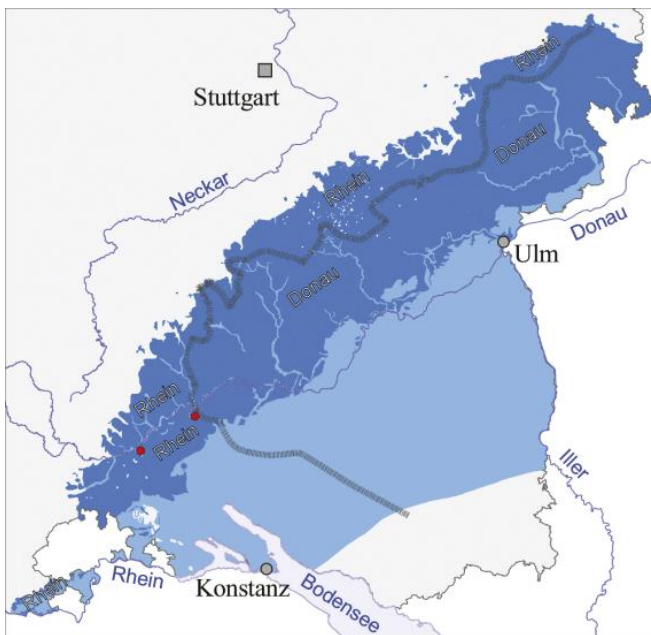 Rhein
Stuttgart
Donau
Rhein
Neckar
Donau
Ulm
Donau
Rhein
Rhein
Iller
Rhein
Rhein
Konstanz
Bodensee